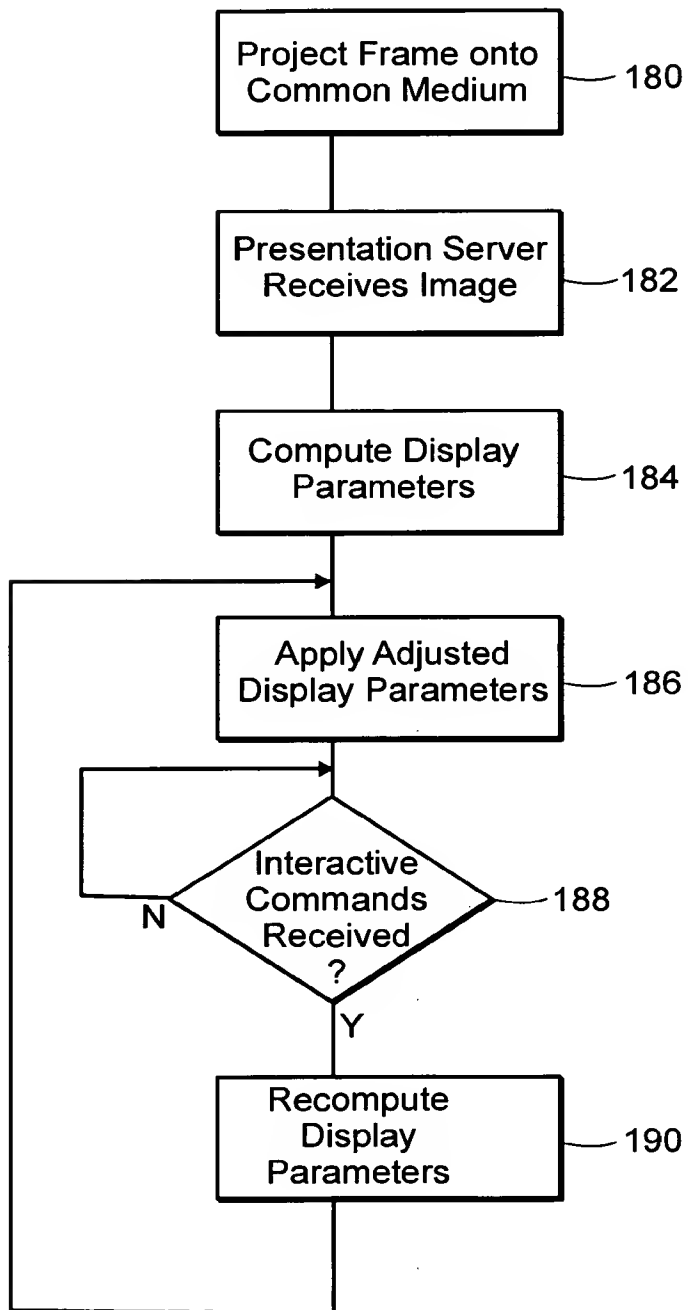 Project Frame onto
Common Medium
180
Presentation Server
Receives Image
182
Compute Display
Parameters
184
Apply Adjusted
Display Parameters
186
Interactive
Commands
Received
?
188
N
Y
Recompute
Display
Parameters
190